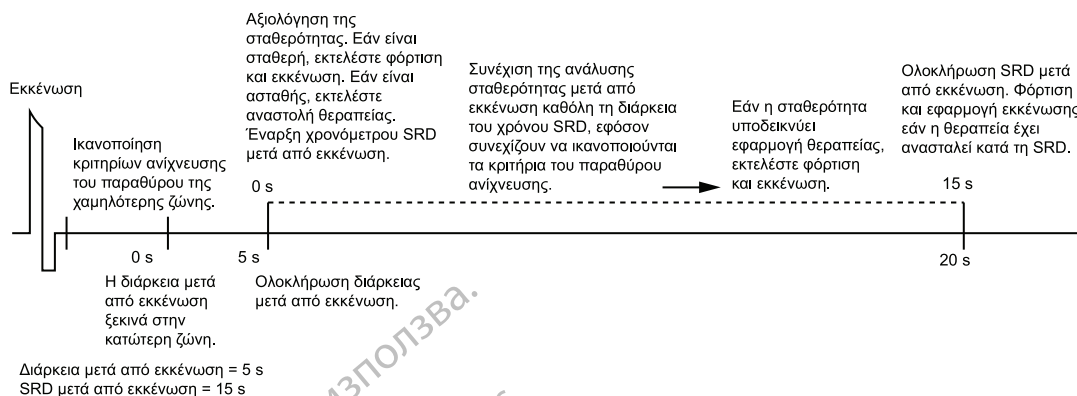 Εκκένωση
Ικανοποίηση
κριτηρίων ανίχνευσης
του παραθύρου της
χαμηλότερης ζώνης.
Αξιολόγηση της
σταθερότητας. Εάν είναι
σταθερή, εκτελέστε φόρτιση
και εκκένωση. Εάν είναι
ασταθής, εκτελέστε
αναστολή θεραπείας.
Έναρξη χρονόμετρου SRD
μετά από εκκένωση.
0 s
Συνέχιση της ανάλυσης
σταθερότητας μετά από
εκκένωση καθόλη τη διάρκεια
του χρόνου SRD, εφόσον
συνεχίζουν να ικανοποιούνται
τα κριτήρια του παραθύρου
ανίχνευσης.
Εάν η σταθερότητα
υποδεικνύει
εφαρμογή θεραπείας,
εκτελέστε φόρτιση
και εκκένωση.
Ολοκλήρωση SRD μετά
από εκκένωση. Φόρτιση
και εφαρμογή εκκένωσης
εάν η θεραπεία έχει
ανασταλεί κατά τη SRD.
15 s
0 s
5 s
20 s
Η διάρκεια μετά
από εκκένωση
ξεκινά στην
κατώτερη ζώνη.
Ολοκλήρωση διάρκειας
μετά από εκκένωση.
Διάρκεια μετά από εκκένωση = 5 s
SRD μετά από εκκένωση = 15 s
използва.